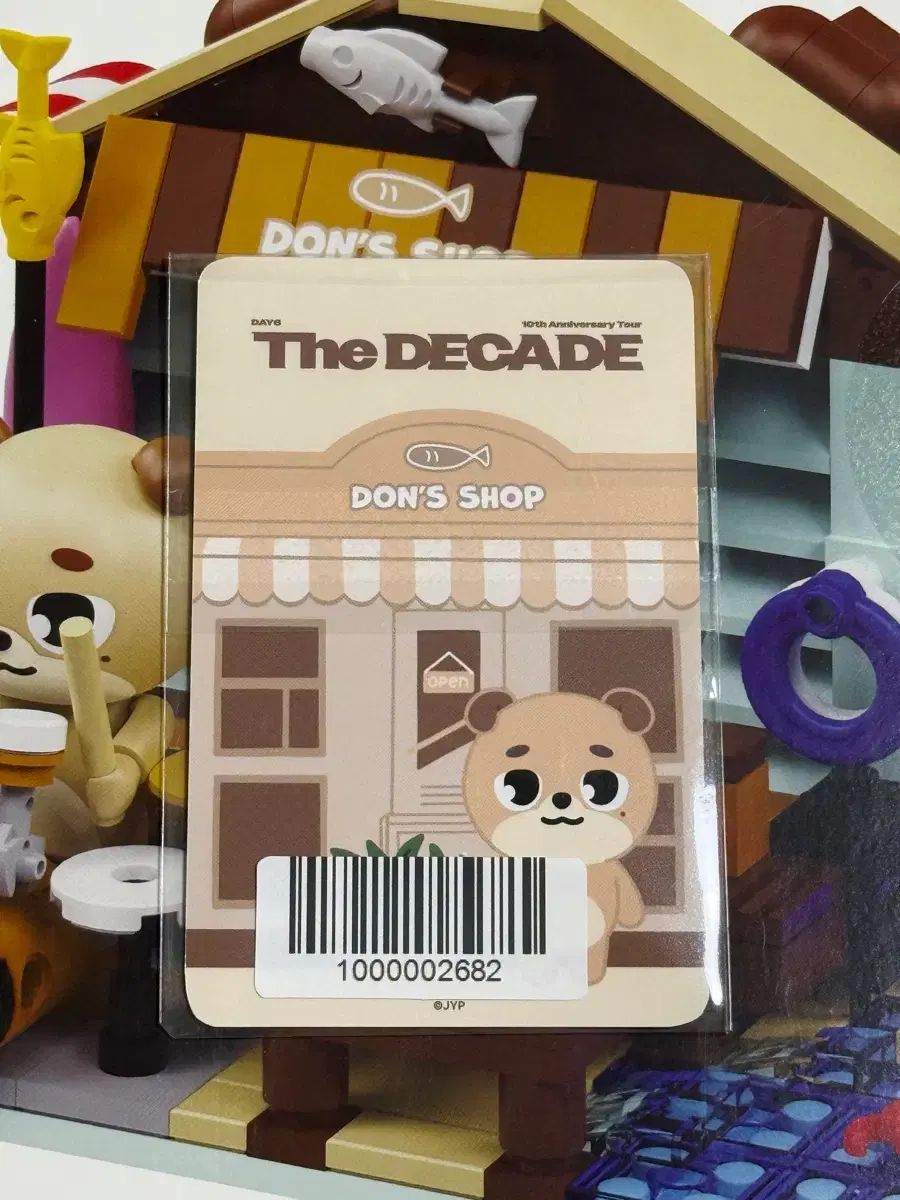 DON'S SHOP
DAY6
10th Anniversary Tour
The DECADE
DON'S SHOP
OPEN
1000002682
©JYP